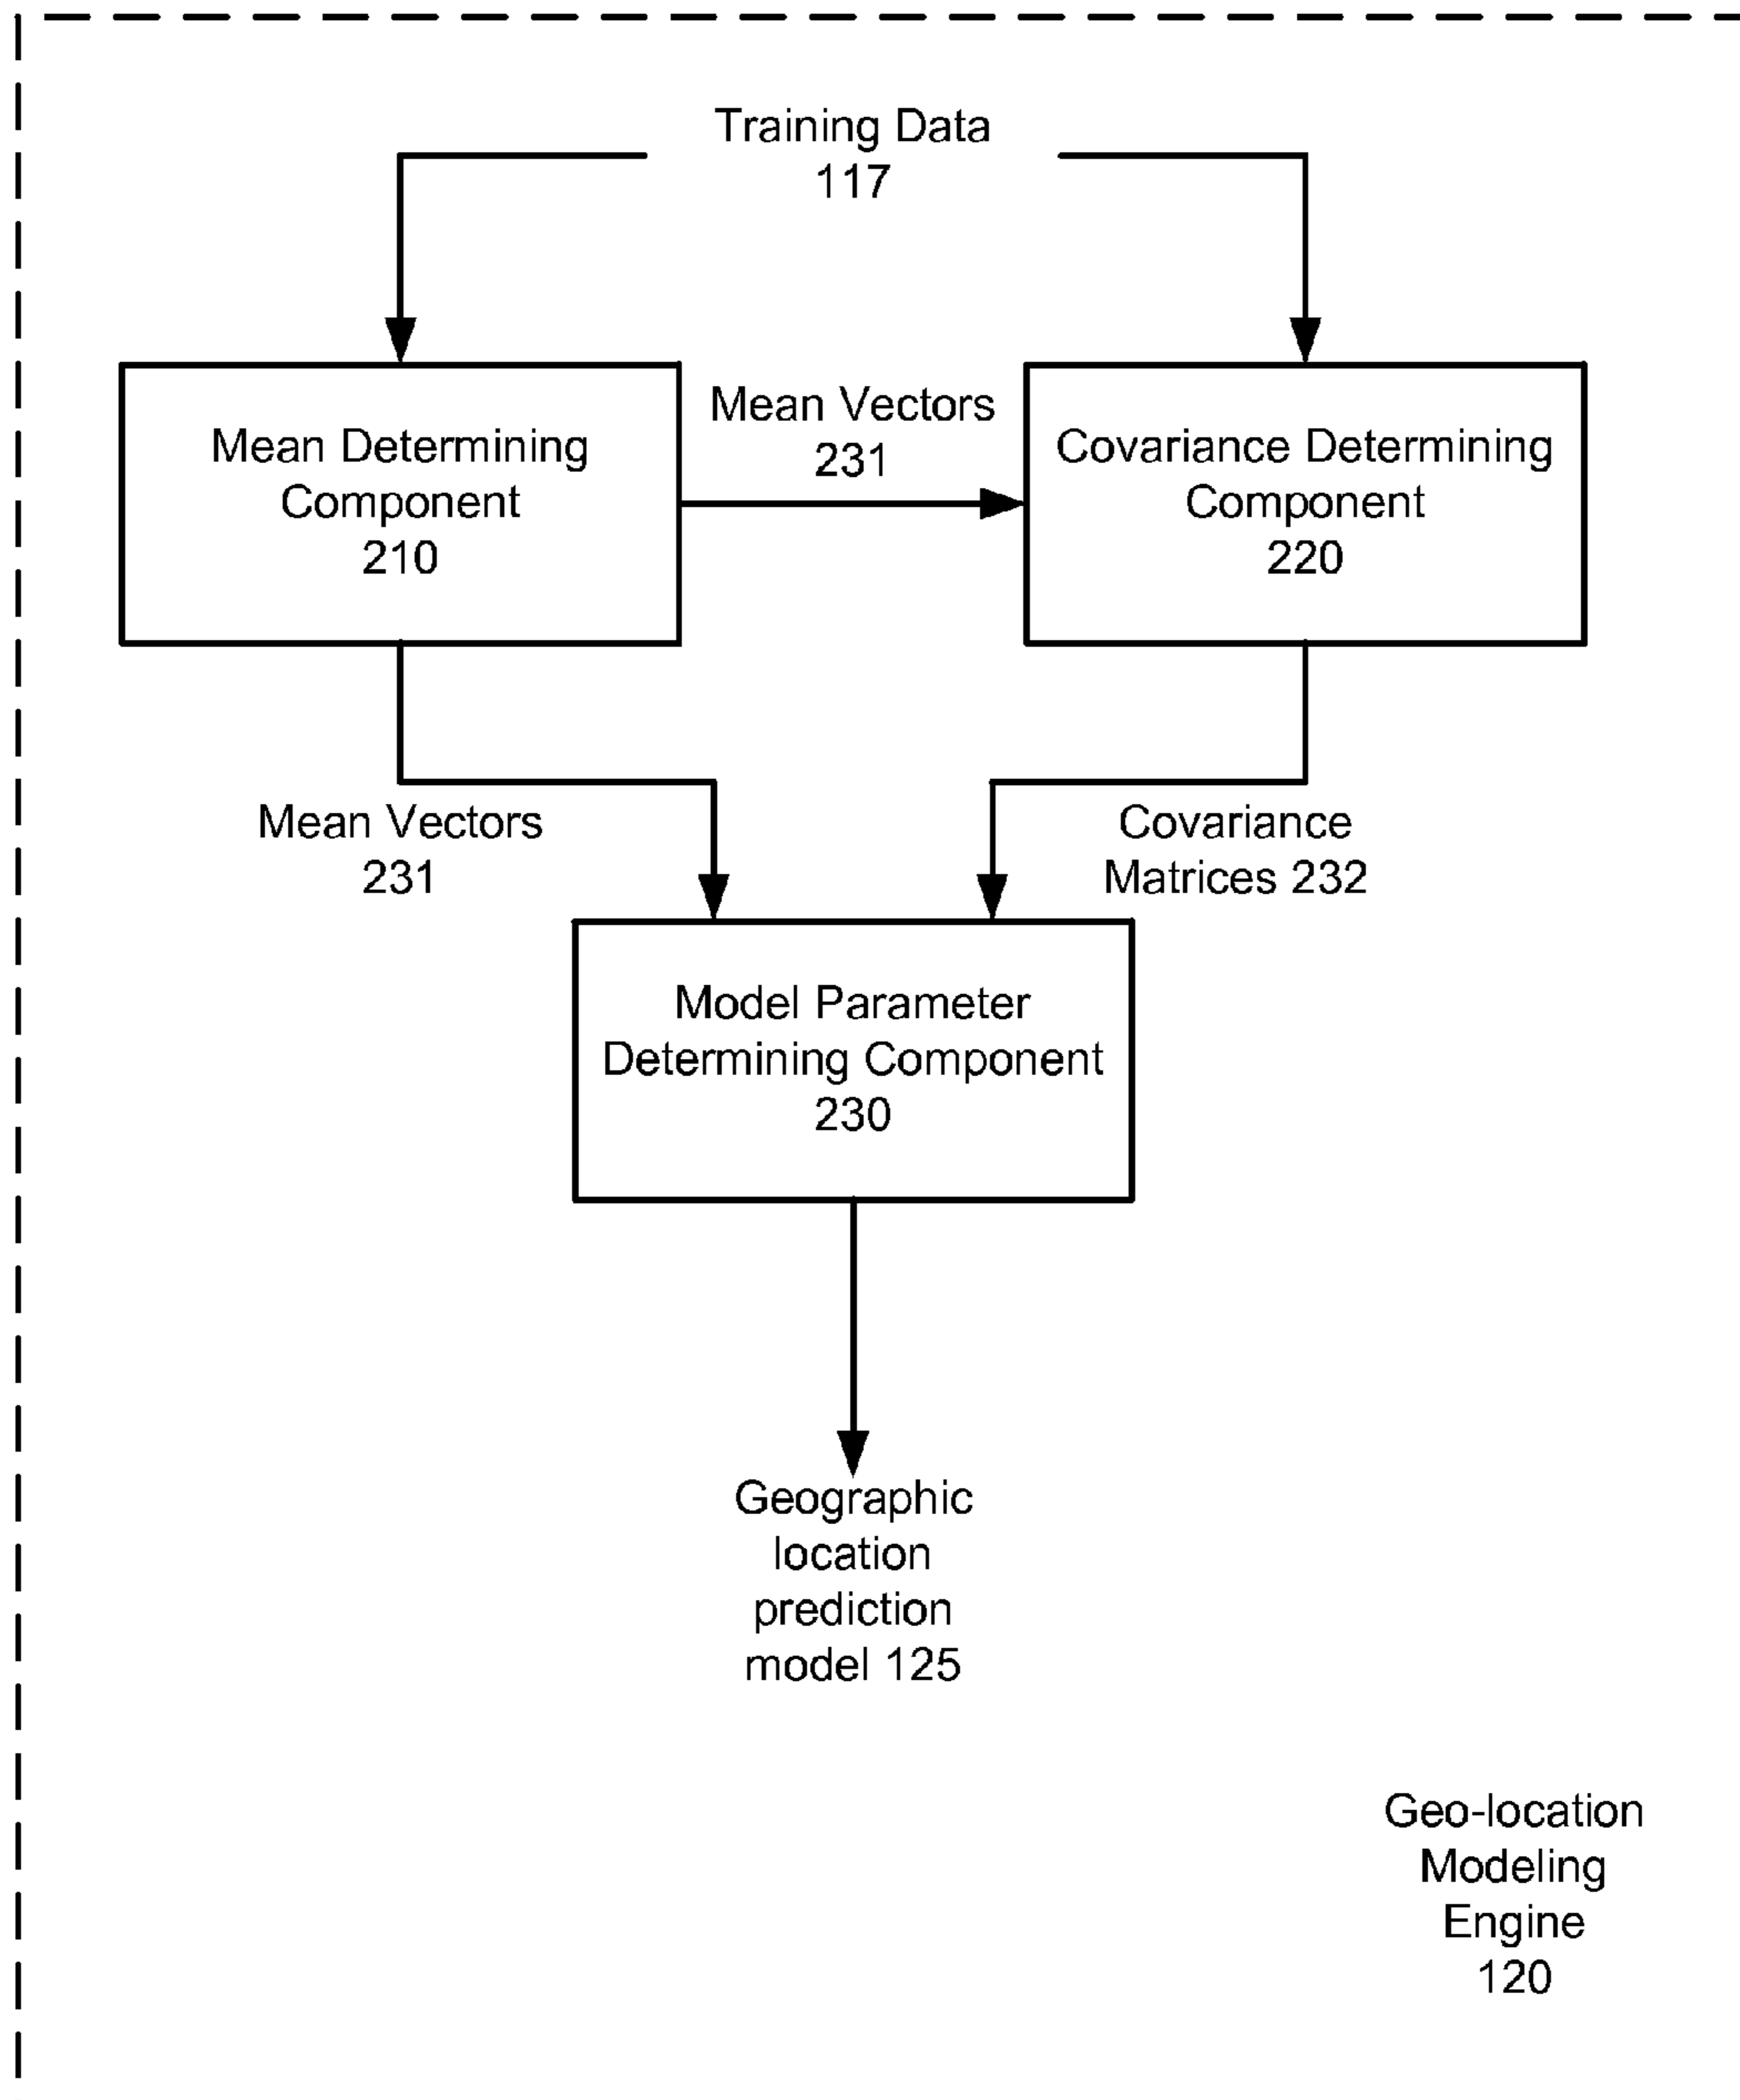 Training Data
117
Mean Determining
Component
210
Mean Vectors
231
Covariance Determining
Component
220
Mean Vectors
231
Covariance
Matrices 232
Model Parameter
Determining Component
230
Geographic
location
prediction
model 125
Geo-location
Modeling
Engine
120